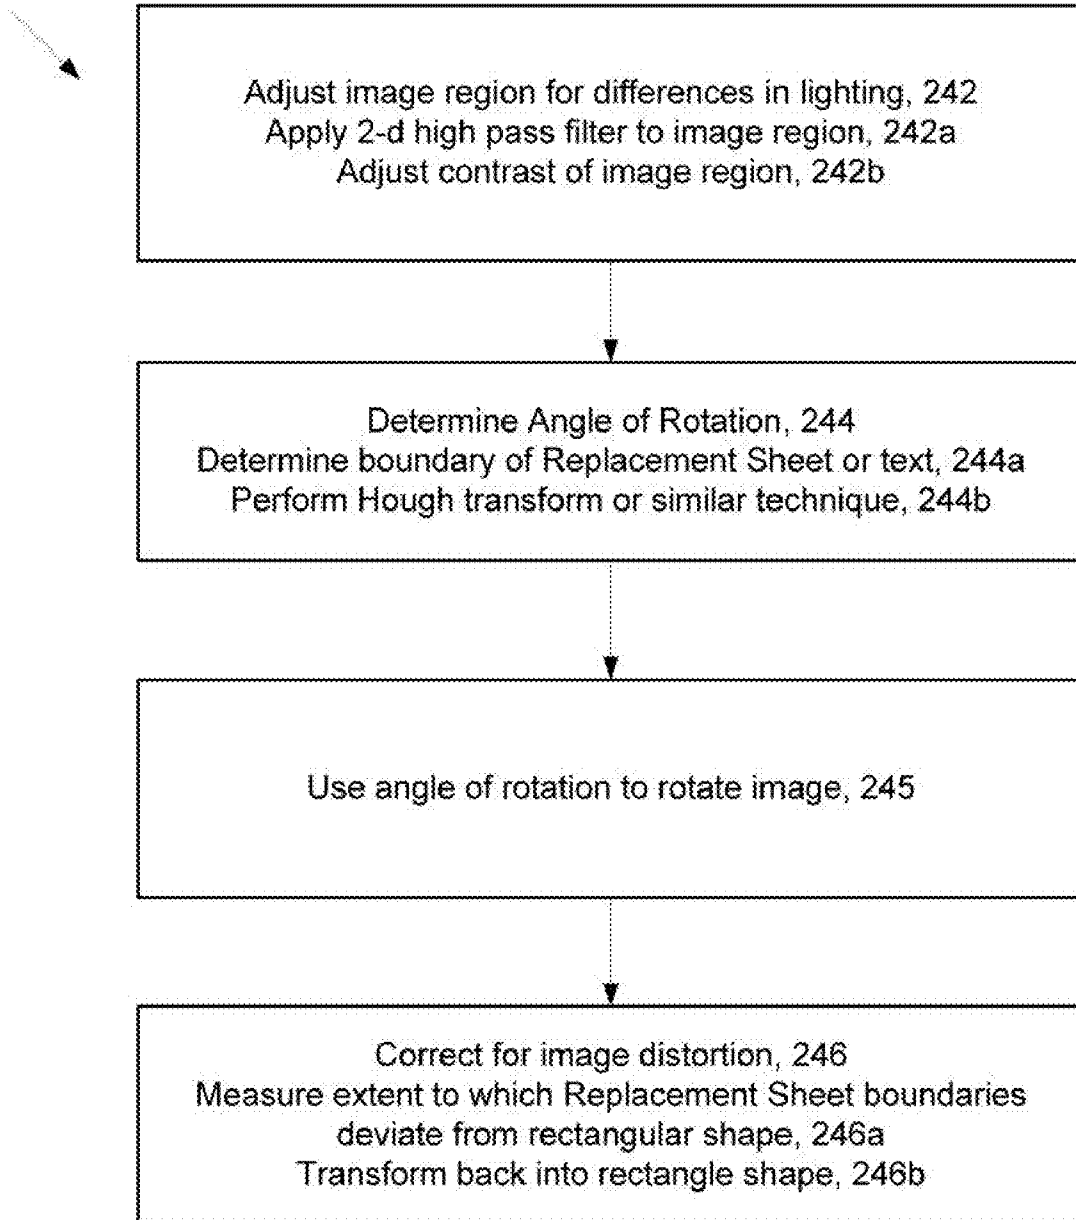 Adjust image region for differences in lighting, 242
Apply 2-d high pass filter to image region, 242a
Adjust contrast of image region, 242b
Determine Angle of Rotation, 244
Determine boundary of Replacement Sheet or text, 244a
Perform Hough transform or similar technique, 244b
Use angle of rotation to rotate image, 245
Correct for image distortion, 246
Measure extent to which Replacement Sheet boundaries
deviate from rectangular shape, 246a
Transform back into rectangle shape, 246b